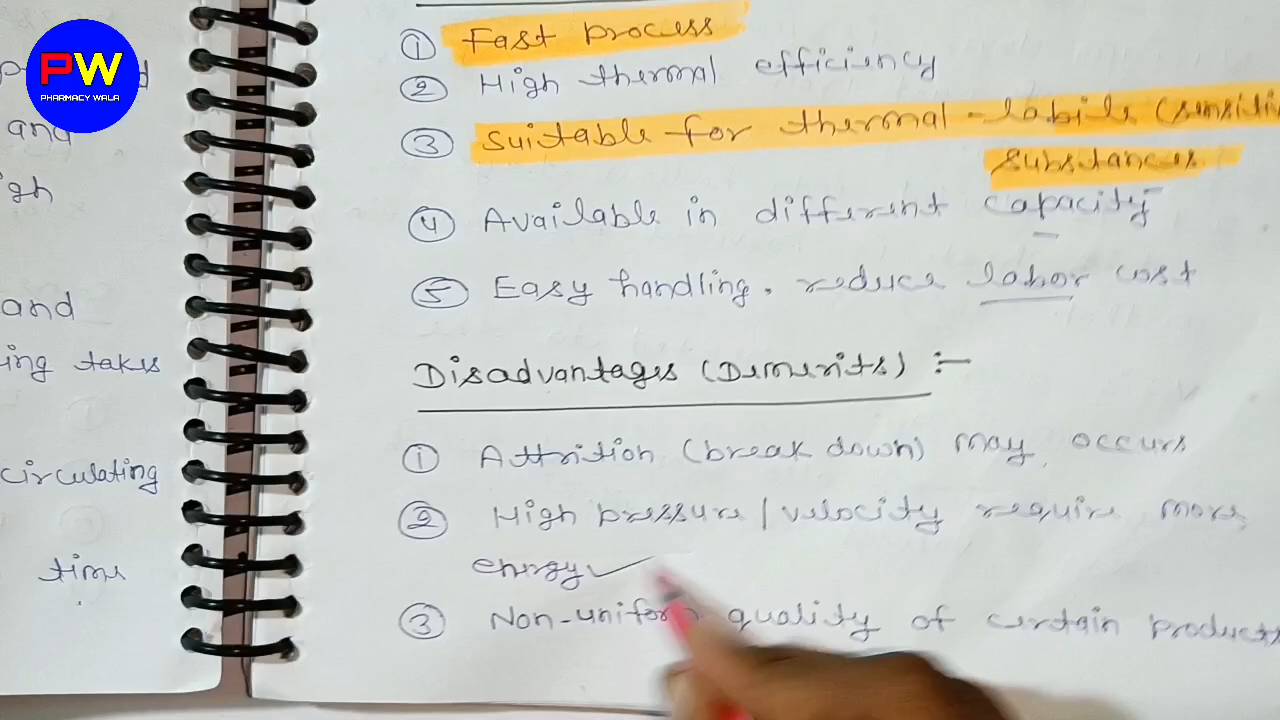 PW
PHARMACY WALA
and
igh
and
ing takes
circulating
time
① Fast process
② High thermal efficiency
③ Suitable for thermal-labile (sensitiv
substances
④ Available in different capacity
⑤ Easy handling, reduce labor cost
Disadvantages (Demerits) :-
① Attrition (break down) may occurs
② High pressure/velocity require more
energy ✓
③ Non-uniform quality of certain products